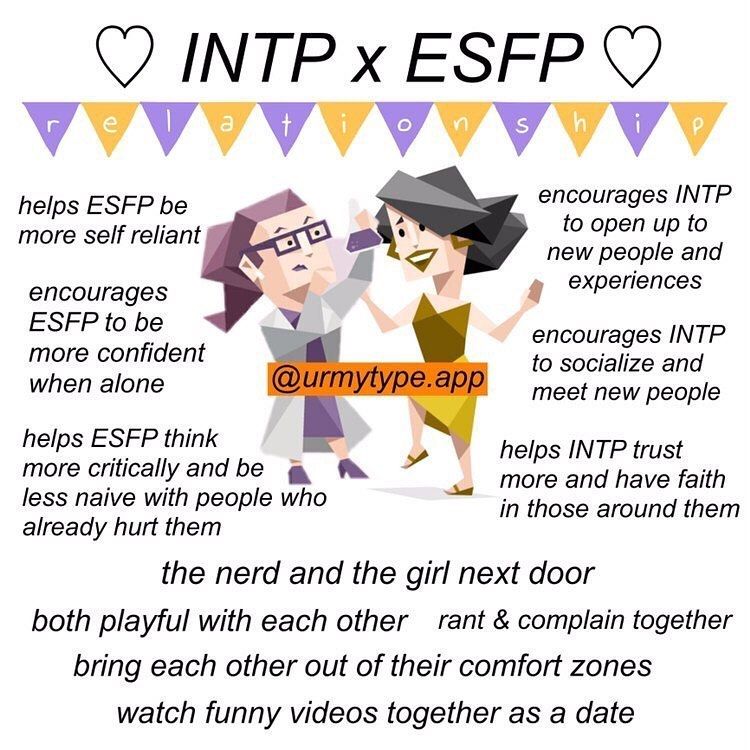 ♡ INTP x ESFP ♡
relationship
helps ESFP be
more self reliant
encourages
ESFP to be
more confident
when alone
helps ESFP think
more critically and be
less naive with people who
already hurt them
@urmytype.app
encourages INTP
to open up to
new people and
experiences
encourages INTP
to socialize and
meet new people
helps INTP trust
more and have faith
in those around them
the nerd and the girl next door
both playful with each other
rant & complain together
bring each other out of their comfort zones
watch funny videos together as a date